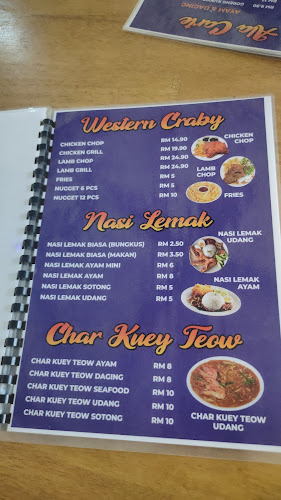 Ala Carte
AYAM & DAGING
Western Craby
CHICKEN CHOP RM 14.90
CHICKEN GRILL RM 19.90
LAMB CHOP RM 24.90
LAMB GRILL RM 24.90
FRIES RM 5
NUGGET 6 PCS RM 5
NUGGET 12 PCS RM 10
CHICKEN
CHOP
LAMB
CHOP
FRIES
Nasi Lemak
NASI LEMAK BIASA (BUNGKUS) RM 2.50
NASI LEMAK BIASA (MAKAN) RM 3.50
NASI LEMAK AYAM MINI RM 6
NASI LEMAK AYAM RM 8
NASI LEMAK SOTONG RM 5
NASI LEMAK UDANG RM 5
NASI LEMAK
UDANG
NASI LEMAK
AYAM
Char Kuey Teow
CHAR KUEY TEOW AYAM RM 8
CHAR KUEY TEOW DAGING RM 8
CHAR KUEY TEOW SEAFOOD RM 10
CHAR KUEY TEOW UDANG RM 10
CHAR KUEY TEOW SOTONG RM 10
CHAR KUEY TEOW
UDANG